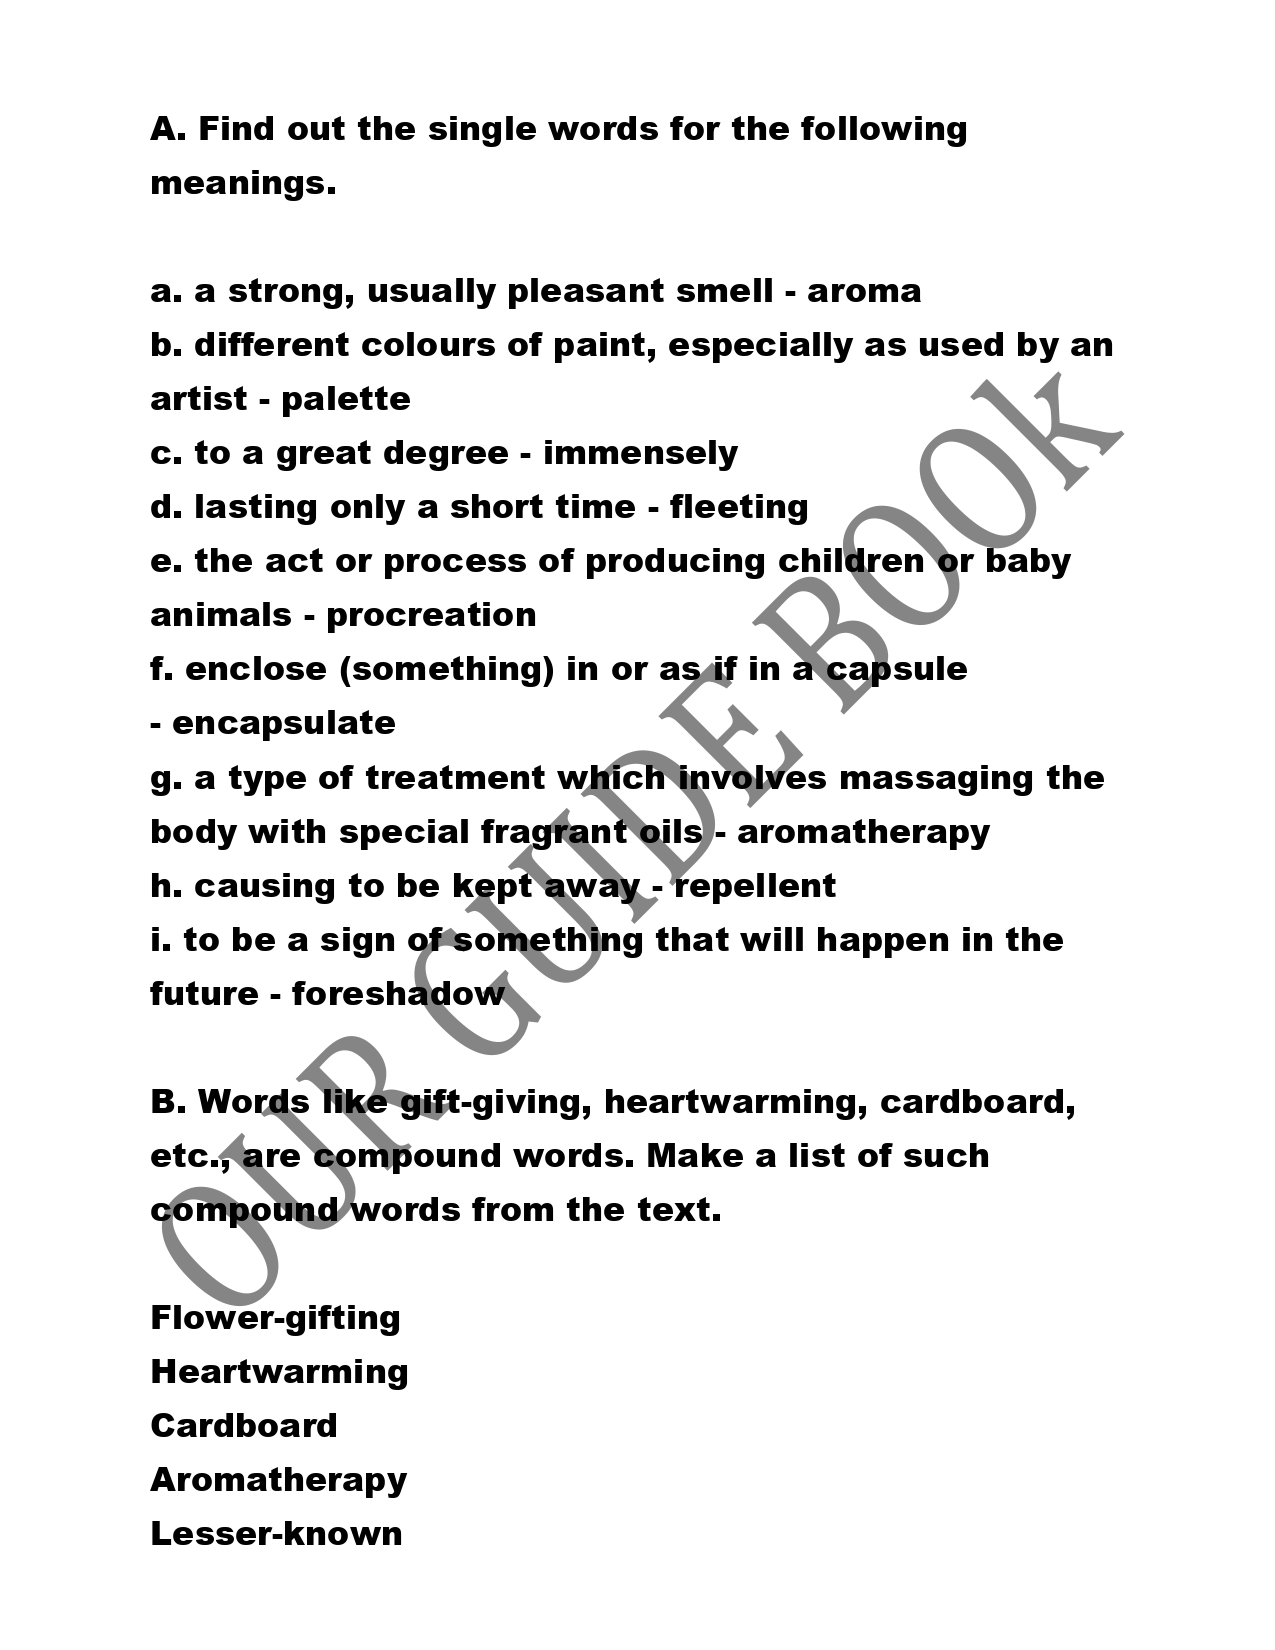 A. Find out the single words for the following
meanings.
a. a strong, usually pleasant smell - aroma
b. different colours of paint, especially as used by an
artist - palette
c. to a great degree - immensely
d. lasting only a short time - fleeting
e. the act or process of producing children or baby
animals - procreation
f. enclose (something) in or as if in a capsule
- encapsulate
g. a type of treatment which involves massaging the
body with special fragrant oils - aromatherapy
h. causing to be kept away - repellent
i. to be a sign of something that will happen in the
future - foreshadow
B. Words like gift-giving, heartwarming, cardboard,
etc., are compound words. Make a list of such
compound words from the text.
Flower-gifting
Heartwarming
Cardboard
Aromatherapy
Lesser-known
OUR GUIDE BOOk